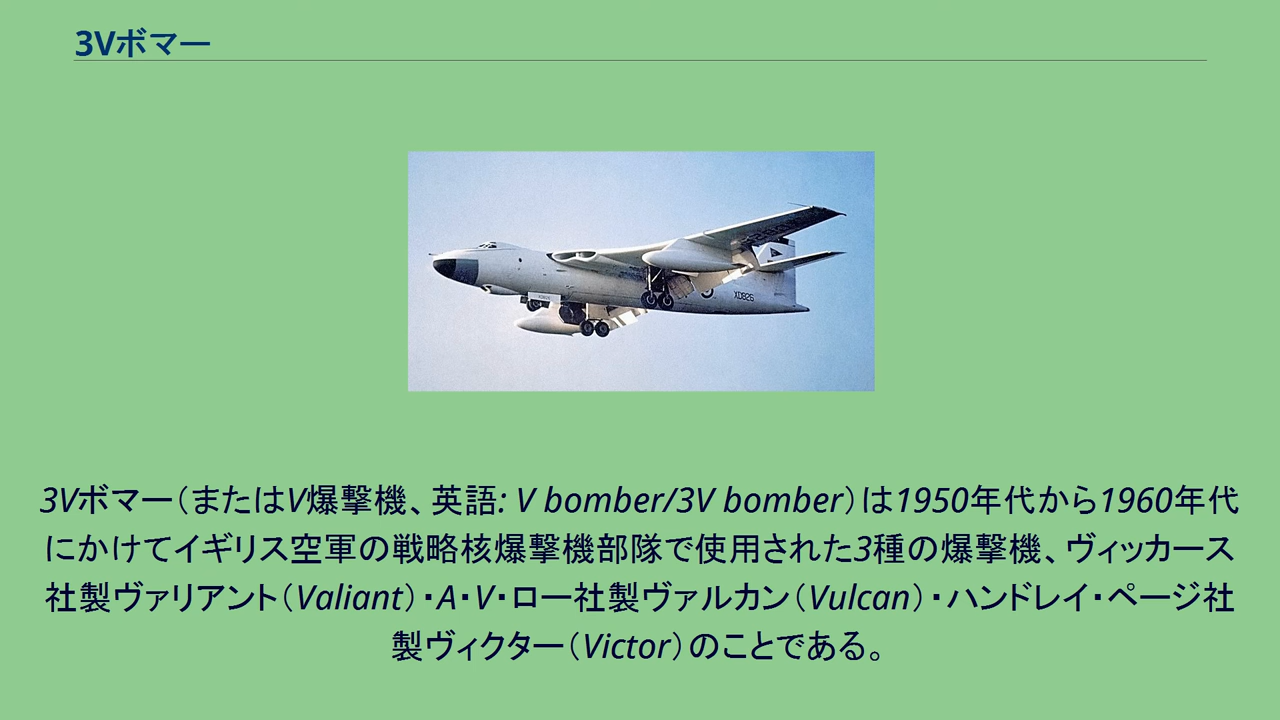 3Vボマー
XD826
3Vボマー（またはV爆撃機、英語: V bomber/3V bomber）は1950年代から1960年代
にかけてイギリス空軍の戦略核爆撃機部隊で使用された3種の爆撃機、ヴィッカース
社製ヴァリアント（Valiant）・A・V・ロー社製ヴァルカン（Vulcan）・ハンドレイ・ページ社
製ヴィクター（Victor）のことである。